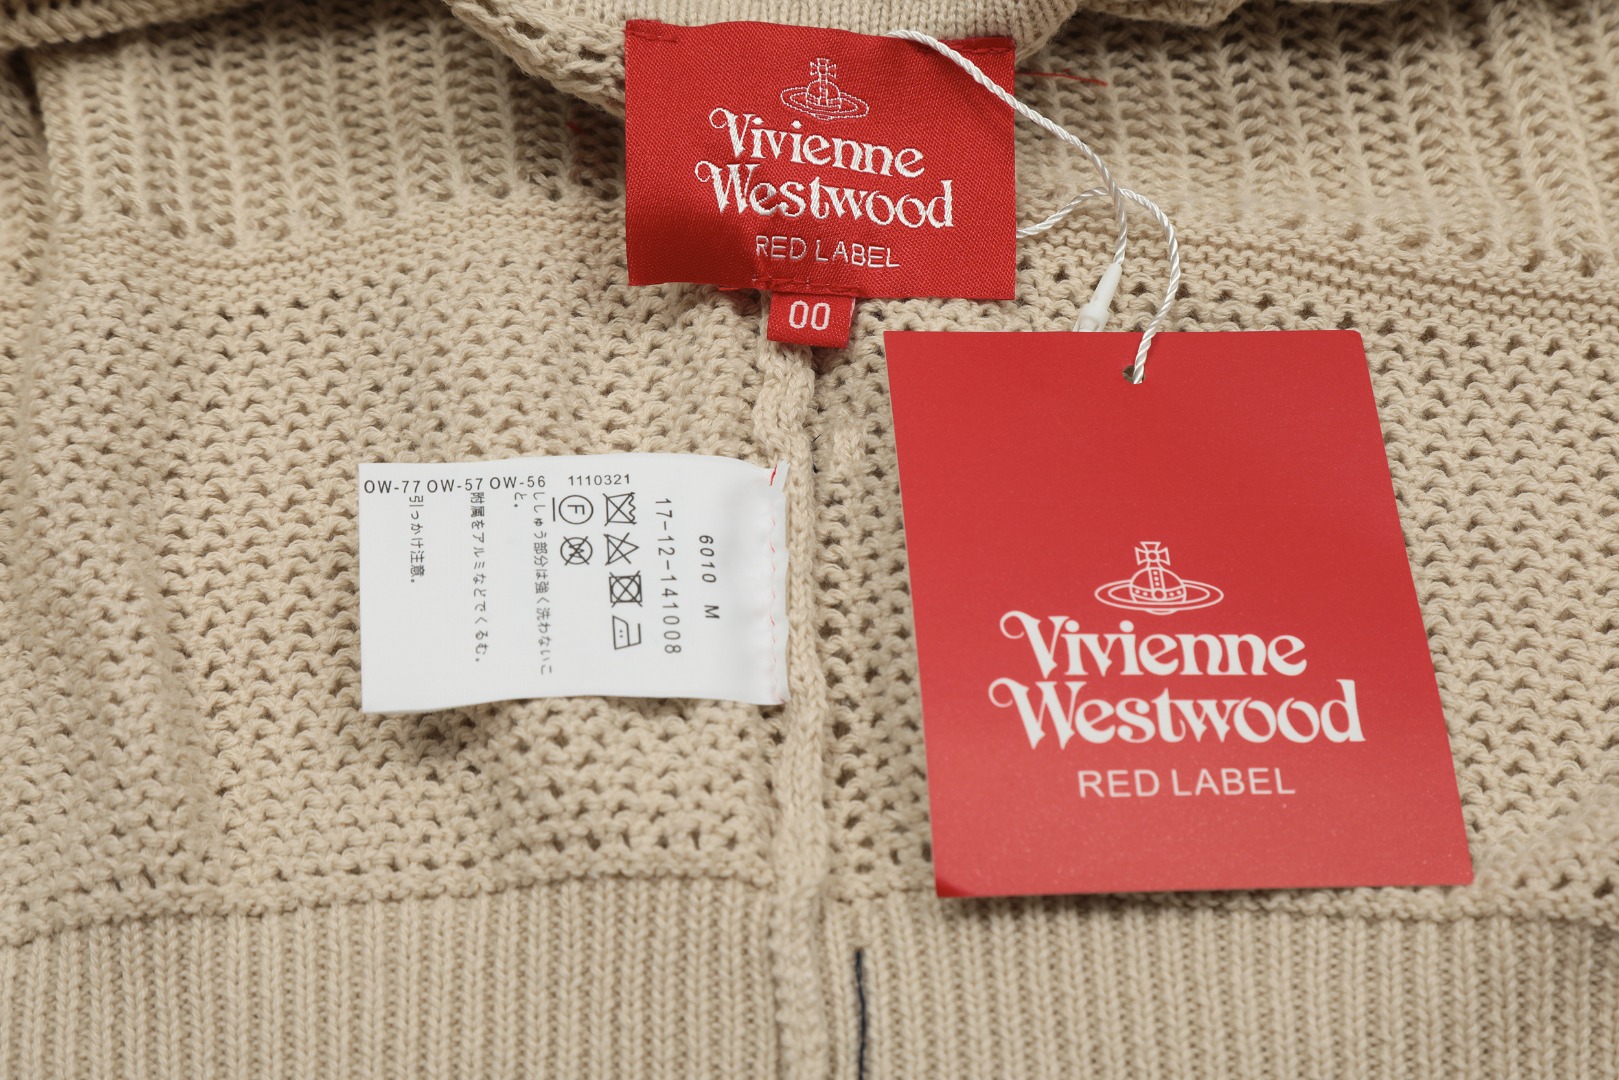 Vivienne
Westwood
RED LABEL
00
OW-77 OW-57 OW-56 1110321
6010 M
17-12-141008
F
W
ししゅう部分は強く洗わないこ
と。
附属をアルミなどでくるむ。
引っかけ注意。
Vivienne
Westwood
RED LABEL